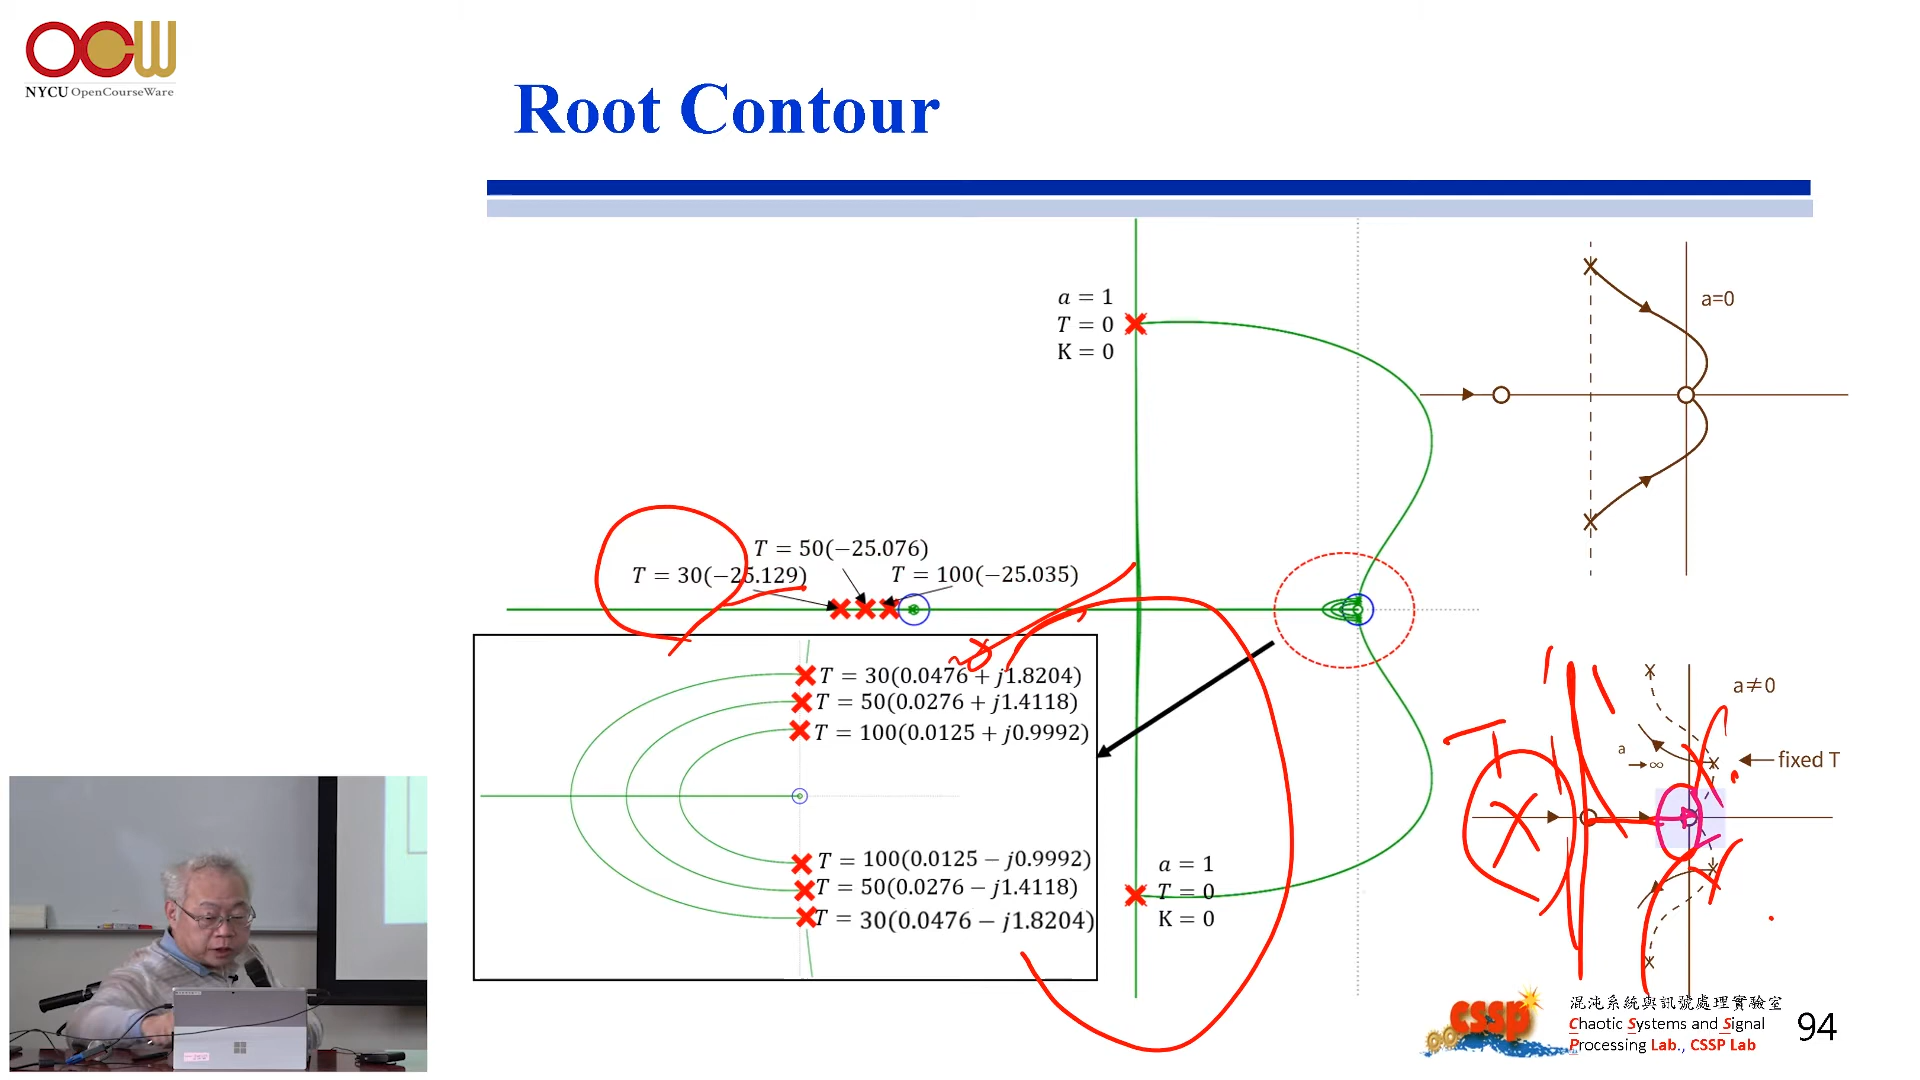 OCW
NYCU OpenCourseWare
Root Contour
a = 1
T = 0
K = 0
a=0
T = 50(−25.076)
T = 30(−25.129)
T = 100(−25.035)
T = 30(0.0476 + j1.8204)
T = 50(0.0276 + j1.4118)
T = 100(0.0125 + j0.9992)
T = 100(0.0125 − j0.9992)
T = 50(0.0276 − j1.4118)
T = 30(0.0476 − j1.8204)
a = 1
T = 0
K = 0
a≠0
a
→∞
fixed T
cssp
混沌系統與訊號處理實驗室
Chaotic Systems and Signal
Processing Lab., CSSP Lab
94